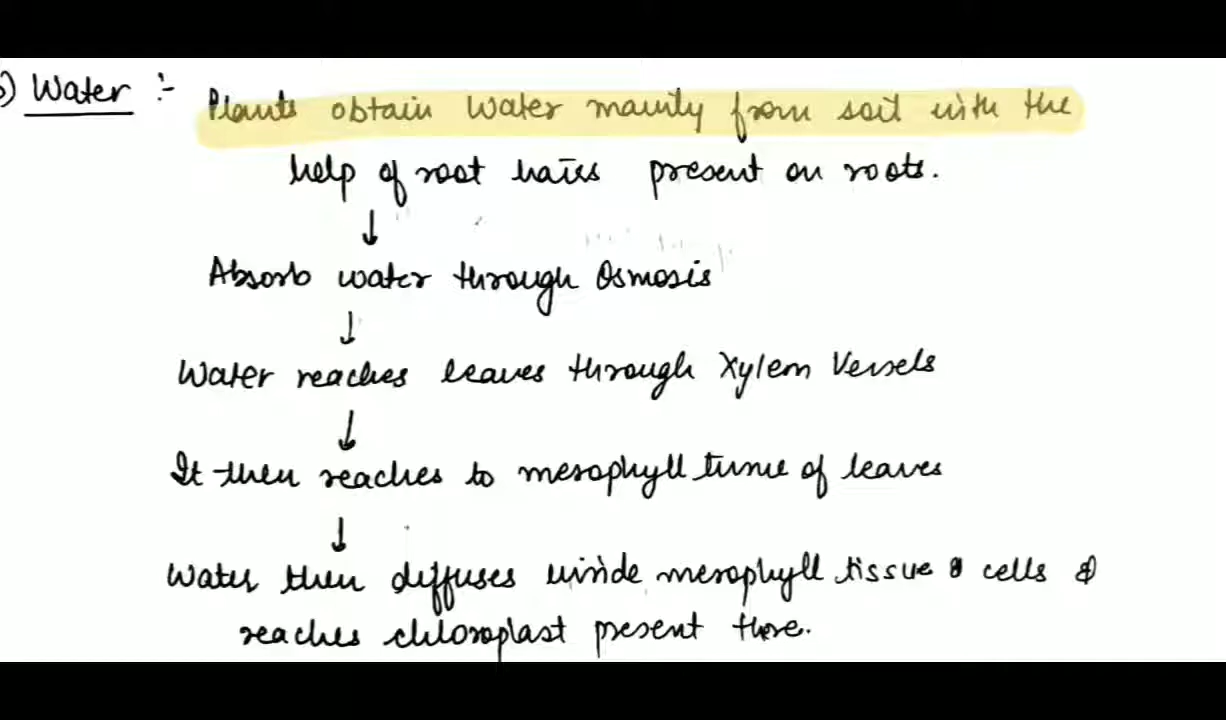 ) Water :- Plants obtain water mainly from soil with the
help of root hairs present on roots.
↓
Absorb water through Osmosis
↓
Water reaches leaves through Xylem Vessels
↓
It then reaches to mesophyll tissue of leaves
↓
Water then diffuses inside mesophyll tissue cells &
reaches chloroplast present there.